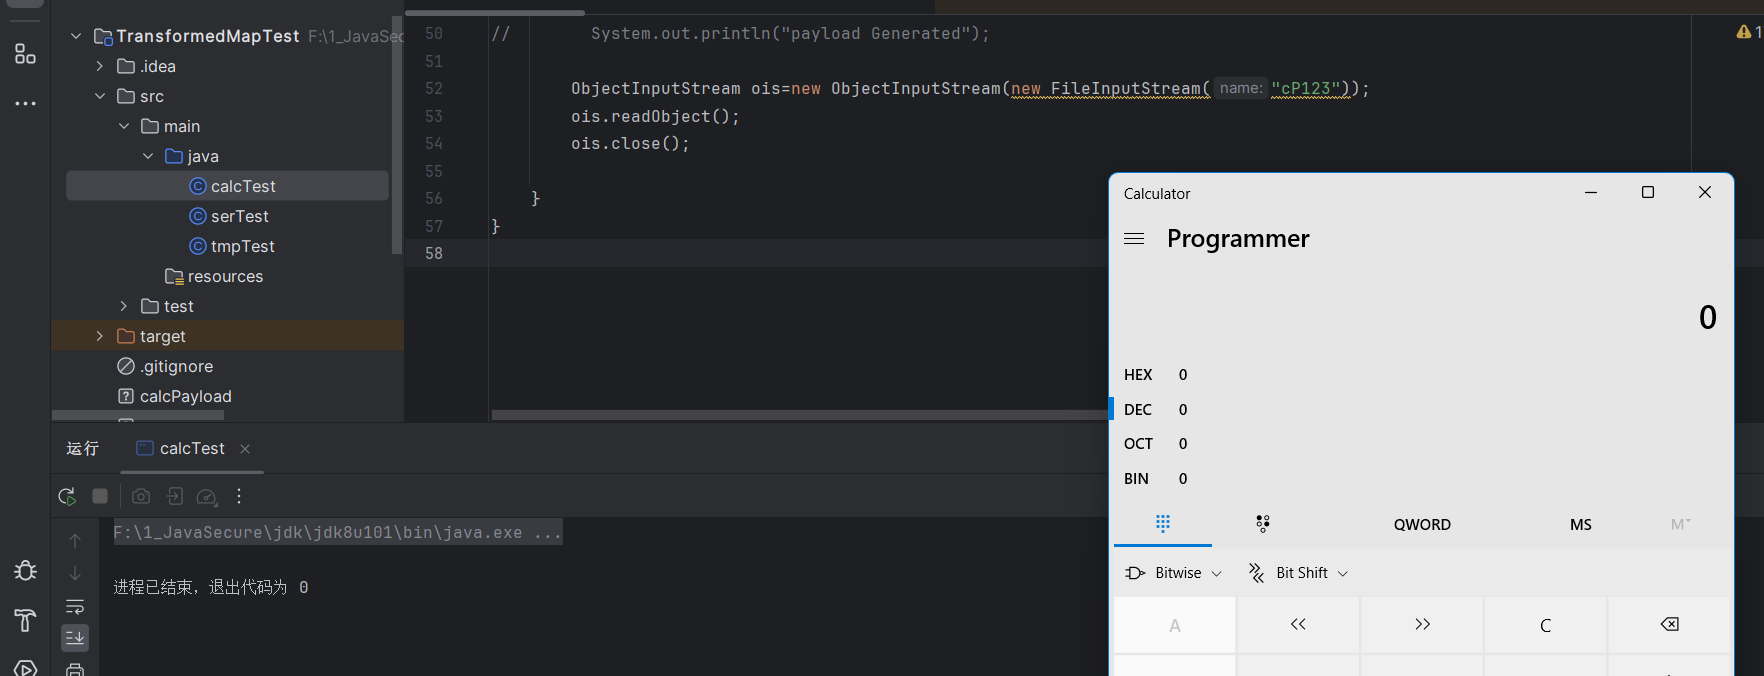 TransformedMapTest F:\1_JavaSec
.idea
src
main
java
calcTest
serTest
tmpTest
resources
test
target
.gitignore
calcPayload
50 // System.out.println("payload Generated");
51
52 ObjectInputStream ois=new ObjectInputStream(new FileInputStream( name: "cP123"));
53 ois.readObject();
54 ois.close();
55
56 }
57 }
58
1
运行 calcTest
F:\1_JavaSecure\jdk\jdk8u101\bin\java.exe ...
进程已结束，退出代码为 0
Calculator
Programmer
0
HEX 0
DEC 0
OCT 0
BIN 0
QWORD MS M
Bitwise Bit Shift
A << >> C